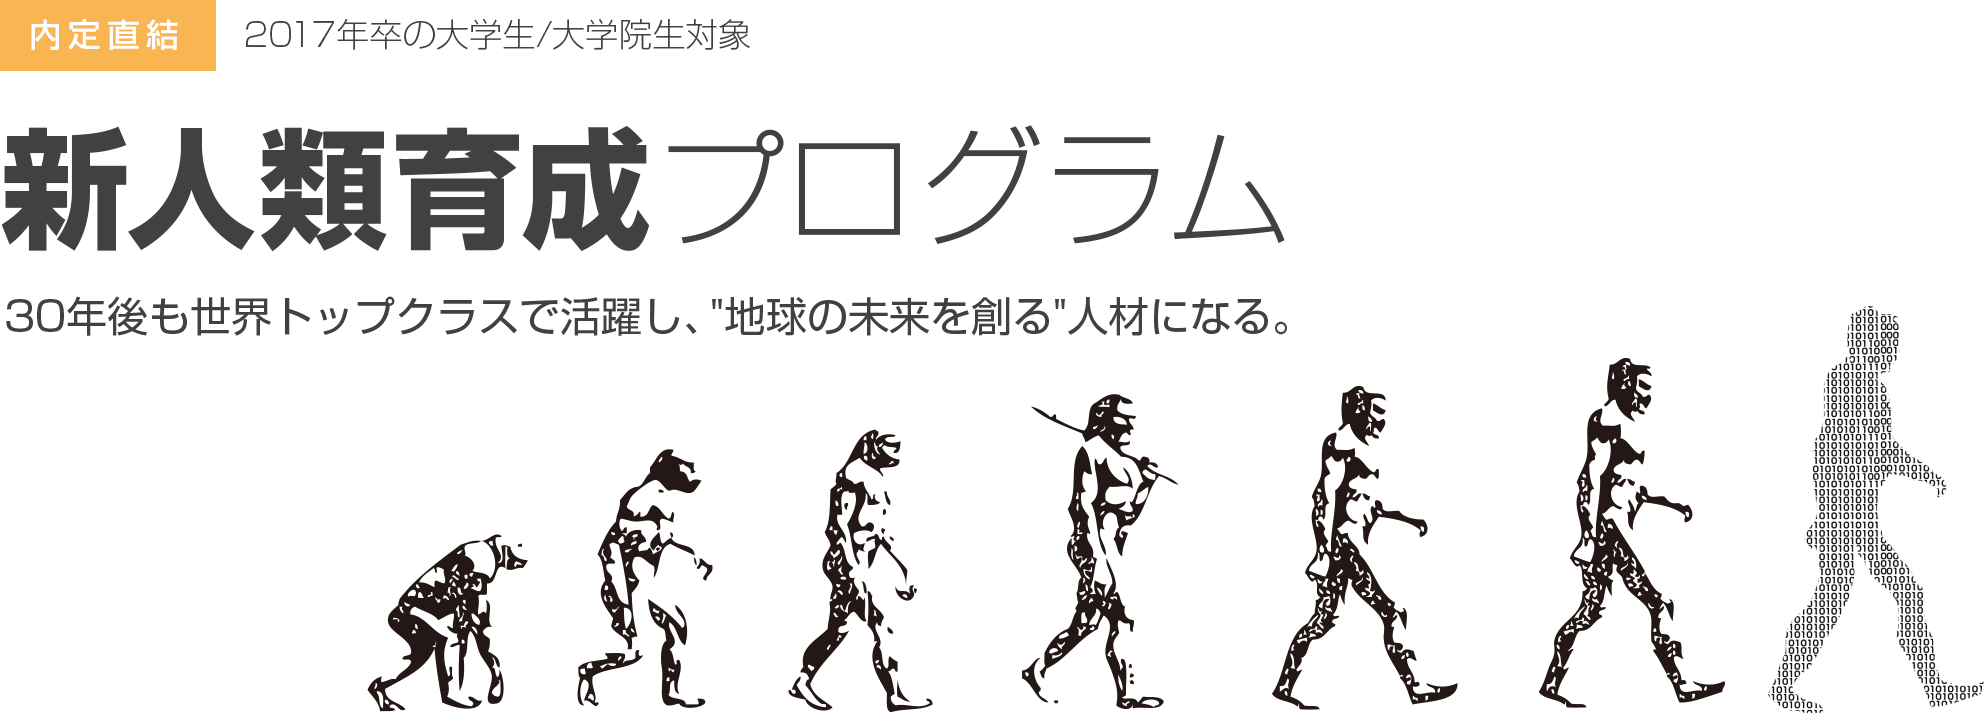 内定直結
2017年卒の大学生/大学院生対象
新人類育成プログラム
30年後も世界トップクラスで活躍し、"地球の未来を創る"人材になる。